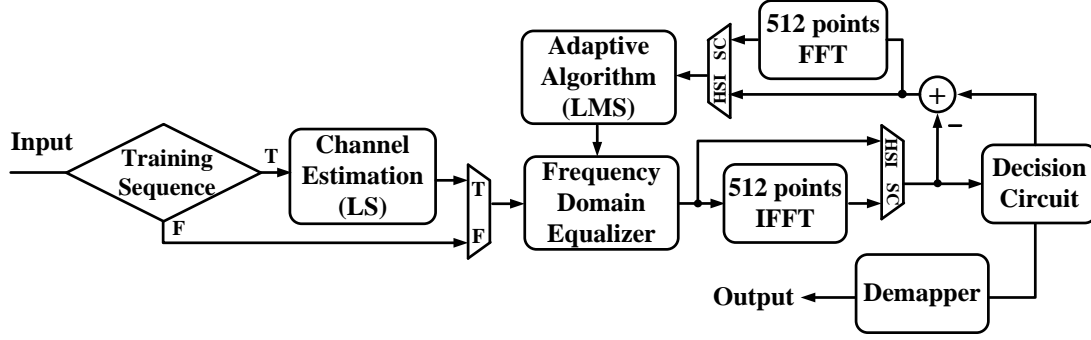 Input
Training
Sequence
T
F
Channel
Estimation
(LS)
T
F
Adaptive
Algorithm
(LMS)
Frequency
Domain
Equalizer
HSI SC
512 points
FFT
512 points
IFFT
HSI SC
+
−
Decision
Circuit
Demapper
Output